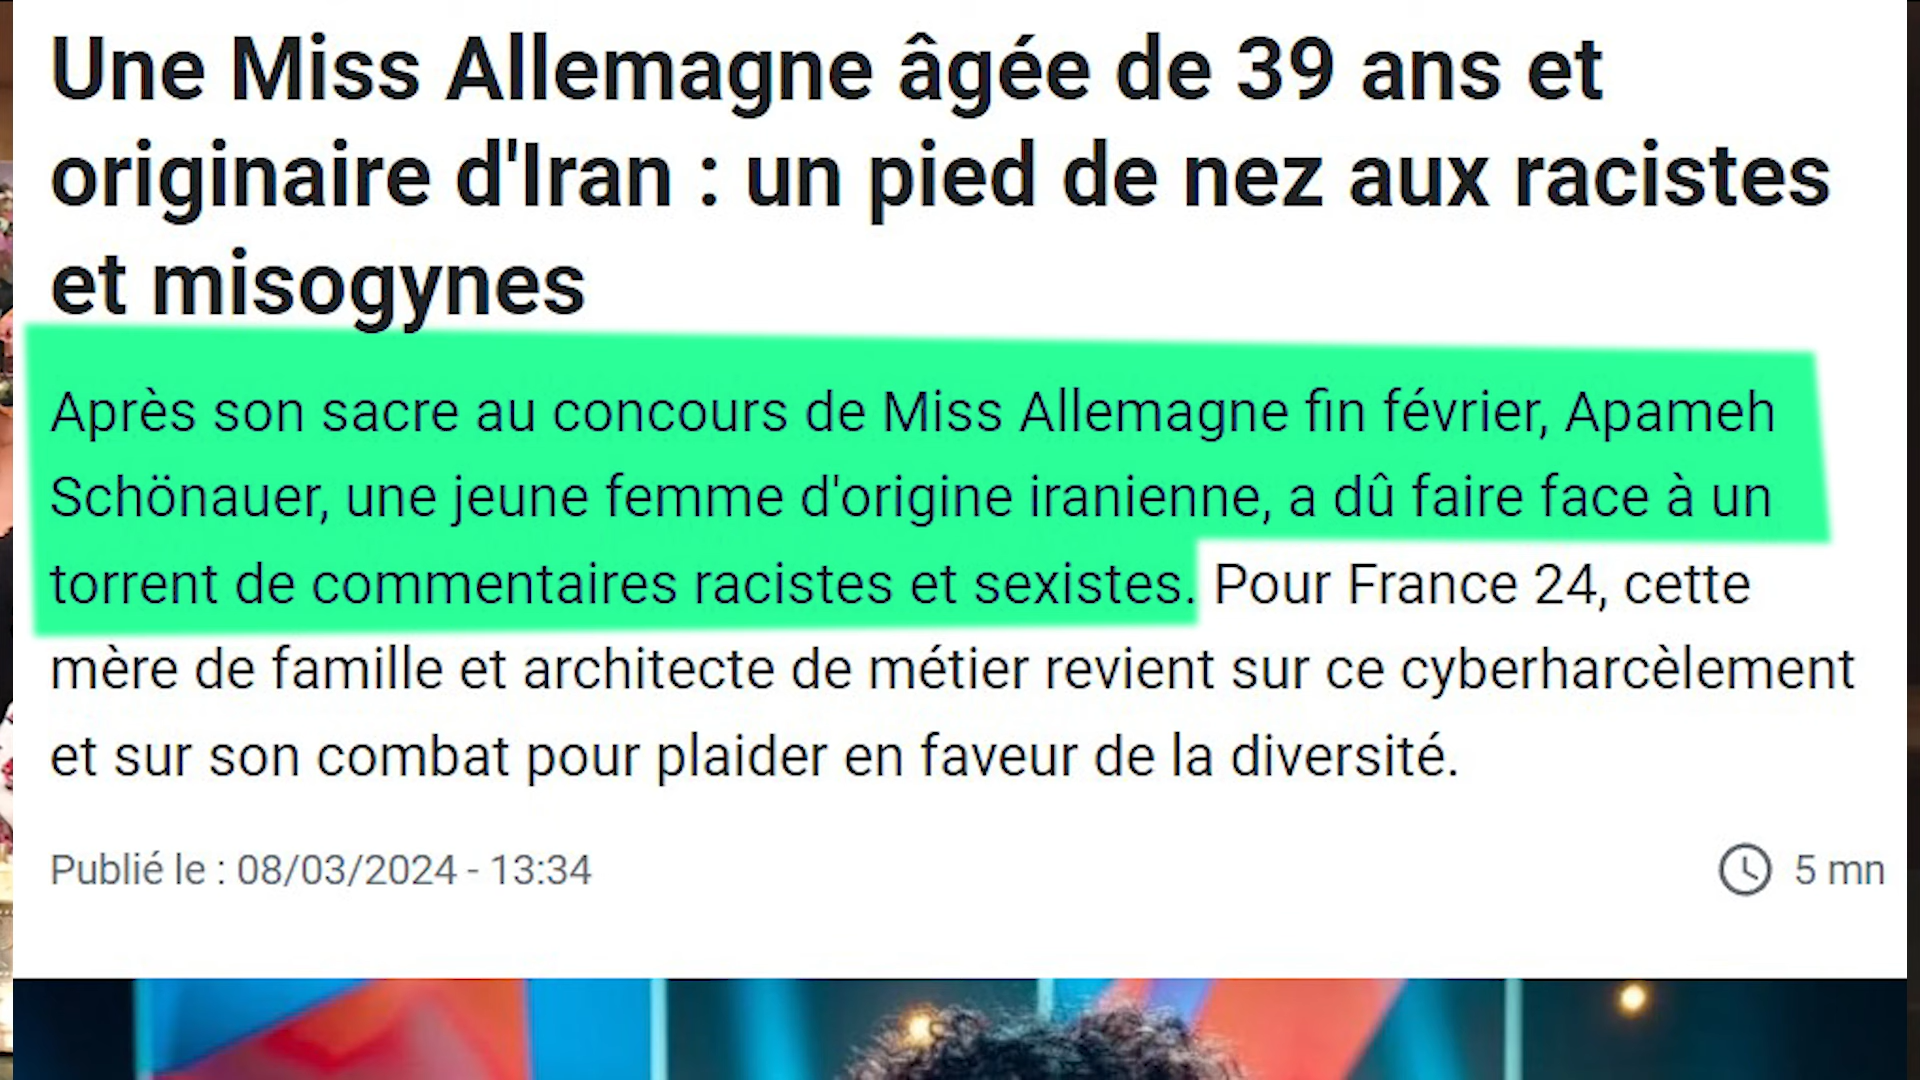 Une Miss Allemagne âgée de 39 ans et
originaire d'Iran : un pied de nez aux racistes
et misogynes
Après son sacre au concours de Miss Allemagne fin février, Apameh
Schönauer, une jeune femme d'origine iranienne, a dû faire face à un
torrent de commentaires racistes et sexistes. Pour France 24, cette
mère de famille et architecte de métier revient sur ce cyberharcèlement
et sur son combat pour plaider en faveur de la diversité.
Publié le : 08/03/2024 - 13:34
5 mn